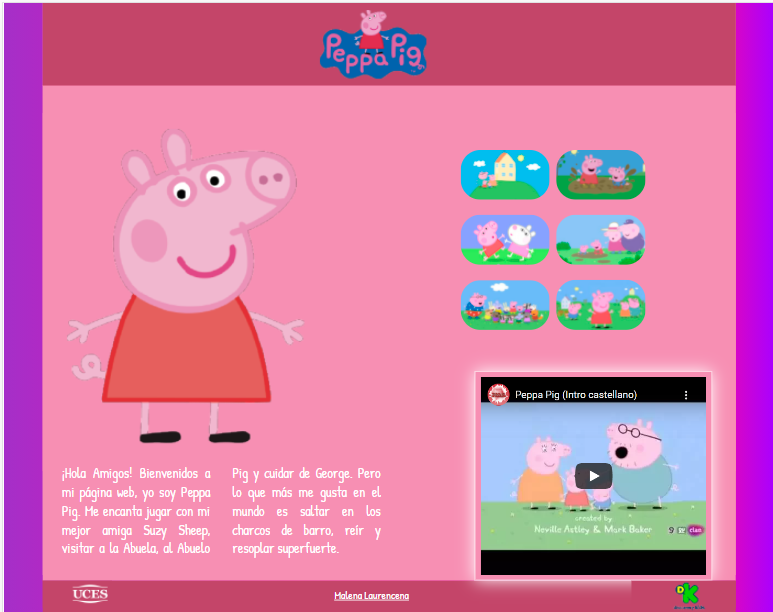 Peppa Pig
¡Hola Amigos! Bienvenidos a
mi página web, yo soy Peppa
Pig. Me encanta jugar con mi
mejor amiga Suzy Sheep,
visitar a la Abuela, al Abuelo
Pig y cuidar de George. Pero
lo que más me gusta en el
mundo es saltar en los
charcos de barro, reír y
resoplar superfuerte.
Peppa Pig (Intro castellano)
created by
Neville Astley & Mark Baker
clan
UCES
Malena Laurencena
DK